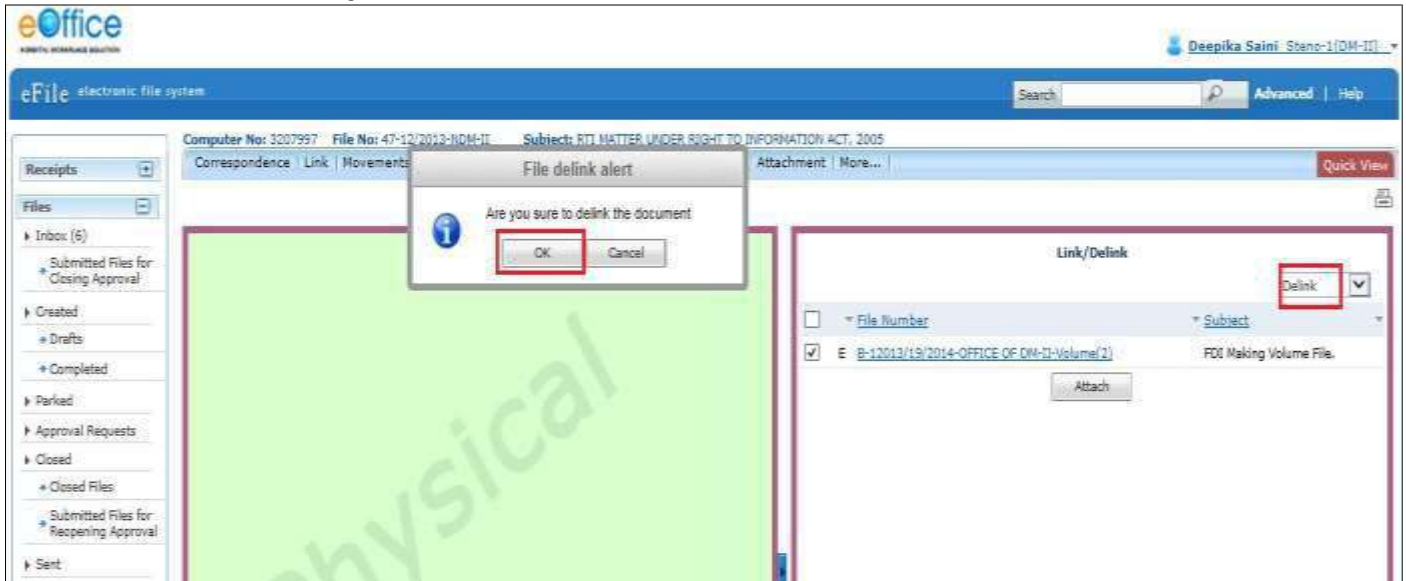 eOffice
A DIGITAL WORKPLACE SOLUTION
Deepika Saini Steno-1[DM-II]
eFile electronic file system
Search
Advanced | Help
Computer No: 3207997 File No: 47-12/2013-NDM-II Subject: RTI MATTER UNDER RIGHT TO INFORMATION ACT, 2005
Correspondence | Link | Movements
Attachment | More... |
Quick View
File delink alert
Are you sure to delink the document
OK
Cancel
Receipts
Files
Inbox (6)
Submitted Files for
Closing Approval
Created
Drafts
Completed
Parked
Approval Requests
Closed
Closed Files
Submitted Files for
Reopening Approval
Sent
hysical
Link/Delink
Delink
File Number
Subject
E B-12013/19/2014-OFFICE OF DM-II-Volume(2)
FDI Making Volume File.
Attach